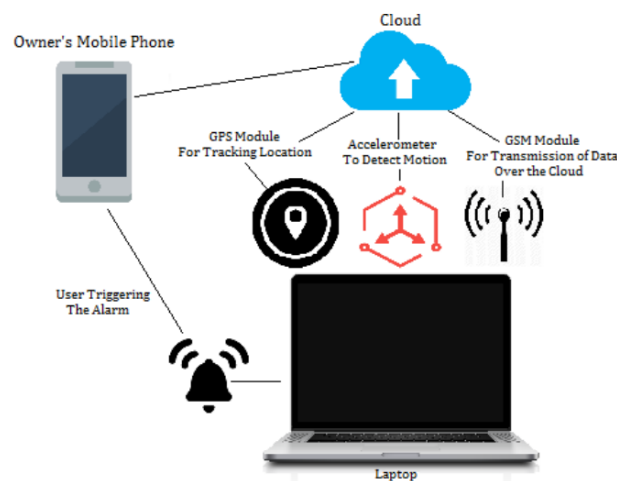 Cloud
Owner's Mobile Phone
GPS Module
For Tracking Location
Accelerometer
To Detect Motion
GSM Module
For Transmission of Data
Over the Cloud
User Triggering
The Alarm
Laptop